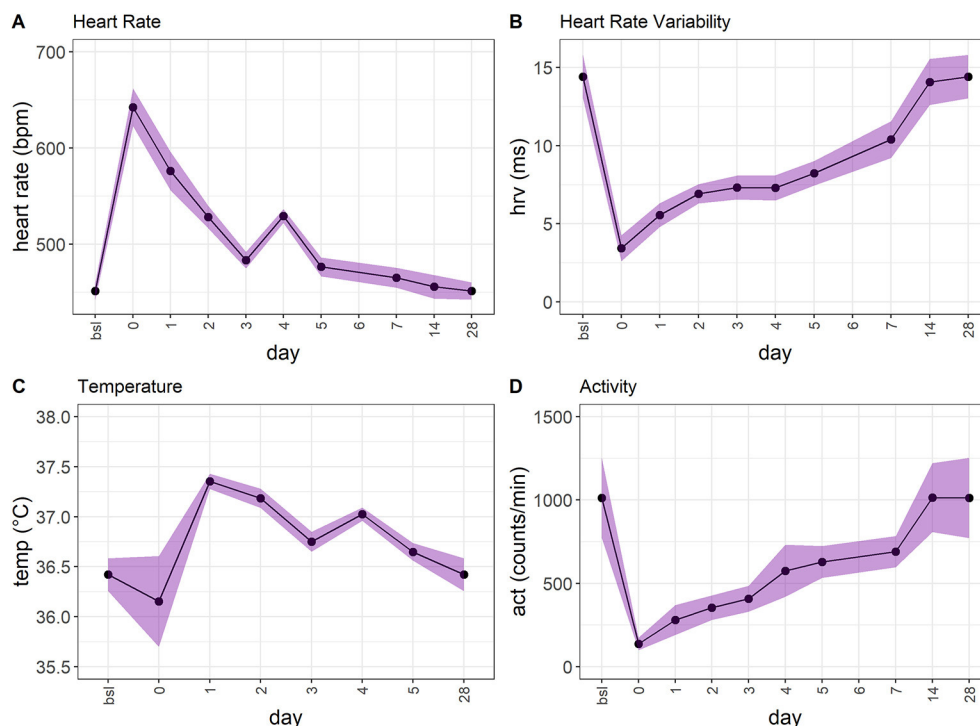 A Heart Rate
700
600
500
heart rate (bpm)
bsl 0 1 2 3 4 5 6 7 14 28
day
B Heart Rate Variability
15
10
5
0
hrv (ms)
bsl 0 1 2 3 4 5 6 7 14 28
day
C Temperature
38.0
37.5
37.0
36.5
36.0
35.5
temp (°C)
bsl 0 1 2 3 4 5 28
day
D Activity
1500
1000
500
0
act (counts/min)
bsl 0 1 2 3 4 5 6 7 14 28
day